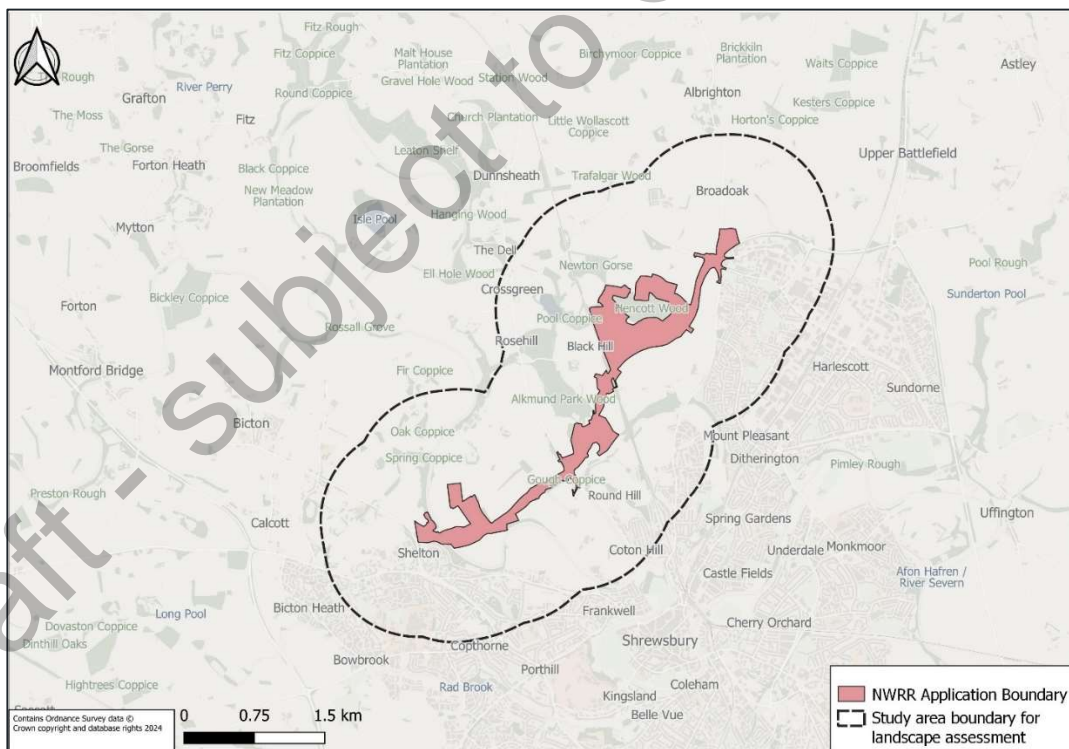 Draft - subject to
N
Fitz Rough
Fitz Coppice
Malt House
Plantation
Birchymoor Coppice
Brickkiln
Plantation
Waits Coppice
Astley
Rough
River Perry
Gravel Hole Wood
Station Wood
Grafton
Round Coppice
Albrighton
Kesters Coppice
The Moss
Fitz
Church Plantation
Little Wollascott
Coppice
Horton's Coppice
The Gorse
Leaton Shelf
Upper Battlefield
Broomfields
Forton Heath
Black Coppice
Dunnsheath
Trafalgar Wood
New Meadow
Plantation
Broadoak
Mytton
Isle Pool
Hanging Wood
The Dell
Newton Gorse
Pool Rough
Ell Hole Wood
Crossgreen
Forton
Bickley Coppice
Hencott Wood
Sunderton Pool
Rossall Grove
Pool Coppice
Rosehill
Black Hill
Montford Bridge
Fir Coppice
Harlescott
Sundorne
Alkmund Park Wood
Bicton
Oak Coppice
Mount Pleasant
Spring Coppice
Ditherington
Pimley Rough
Gough Coppice
Preston Rough
Round Hill
Uffington
Calcott
Spring Gardens
Shelton
Coton Hill
Underdale
Monkmoor
Castle Fields
Afon Hafren /
River Severn
Long Pool
Bicton Heath
Frankwell
Cherry Orchard
Dovaston Coppice
Dinthill Oaks
Copthorne
Shrewsbury
Bowbrook
Porthill
Hightrees Coppice
Rad Brook
Coleham
Kingsland
Belle Vue
Contains Ordnance Survey data ©
Crown copyright and database rights 2024
0 0.75 1.5 km
NWRR Application Boundary
Study area boundary for
landscape assessment